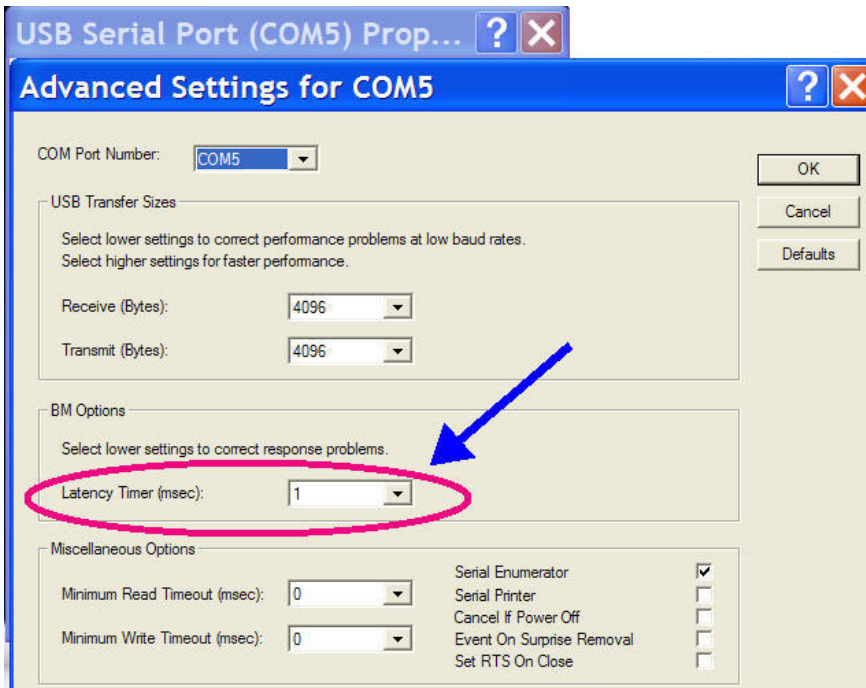 USB Serial Port (COM5) Prop...
Advanced Settings for COM5
COM Port Number:
COM5
OK
Cancel
Defaults
USB Transfer Sizes
Select lower settings to correct performance problems at low baud rates.
Select higher settings for faster performance.
Receive (Bytes):
4096
Transmit (Bytes):
4096
BM Options
Select lower settings to correct response problems.
Latency Timer (msec):
1
Miscellaneous Options
Minimum Read Timeout (msec):
0
Minimum Write Timeout (msec):
0
Serial Enumerator
Serial Printer
Cancel If Power Off
Event On Surprise Removal
Set RTS On Close